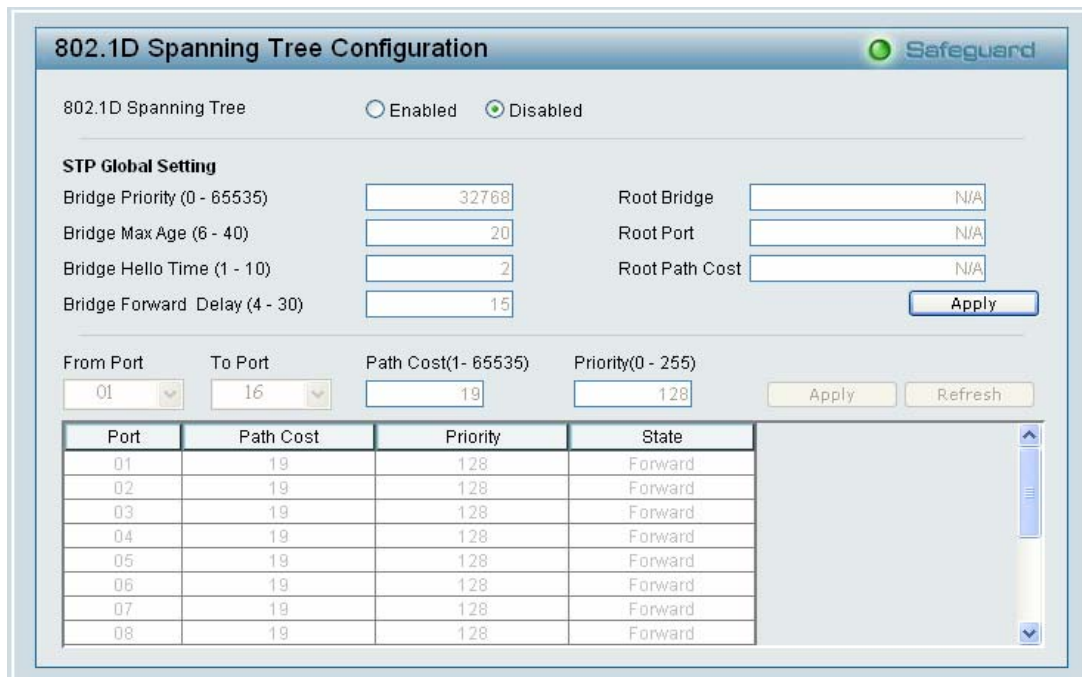 802.1D Spanning Tree Configuration Safeguard
802.1D Spanning Tree Enabled Disabled
STP Global Setting
Bridge Priority (0 - 65535) 32768 Root Bridge N/A
Bridge Max Age (6 - 40) 20 Root Port N/A
Bridge Hello Time (1 - 10) 2 Root Path Cost N/A
Bridge Forward Delay (4 - 30) 15 Apply
From Port To Port Path Cost(1- 65535) Priority(0 - 255)
01 16 19 128 Apply Refresh
Port Path Cost Priority State
01 19 128 Forward
02 19 128 Forward
03 19 128 Forward
04 19 128 Forward
05 19 128 Forward
06 19 128 Forward
07 19 128 Forward
08 19 128 Forward